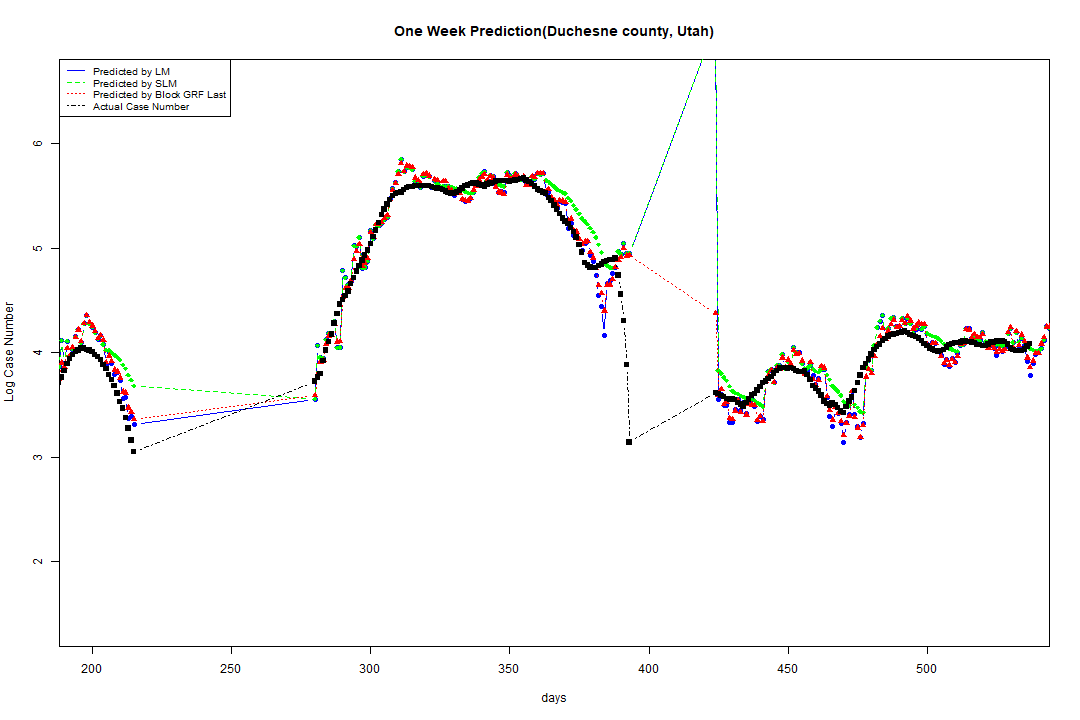 One Week Prediction(Duchesne county, Utah)
Predicted by LM
Predicted by SLM
Predicted by Block GRF Last
Actual Case Number
6
5
4
3
2
Log Case Number
200 250 300 350 400 450 500
days